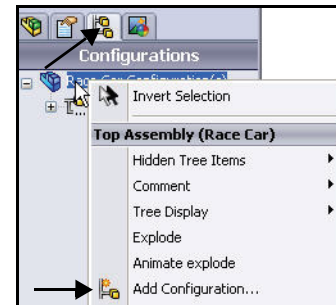 Configurations
Race Car Configuration(s)
Invert Selection
Top Assembly (Race Car)
Hidden Tree Items
Comment
Tree Display
Explode
Animate explode
Add Configuration...